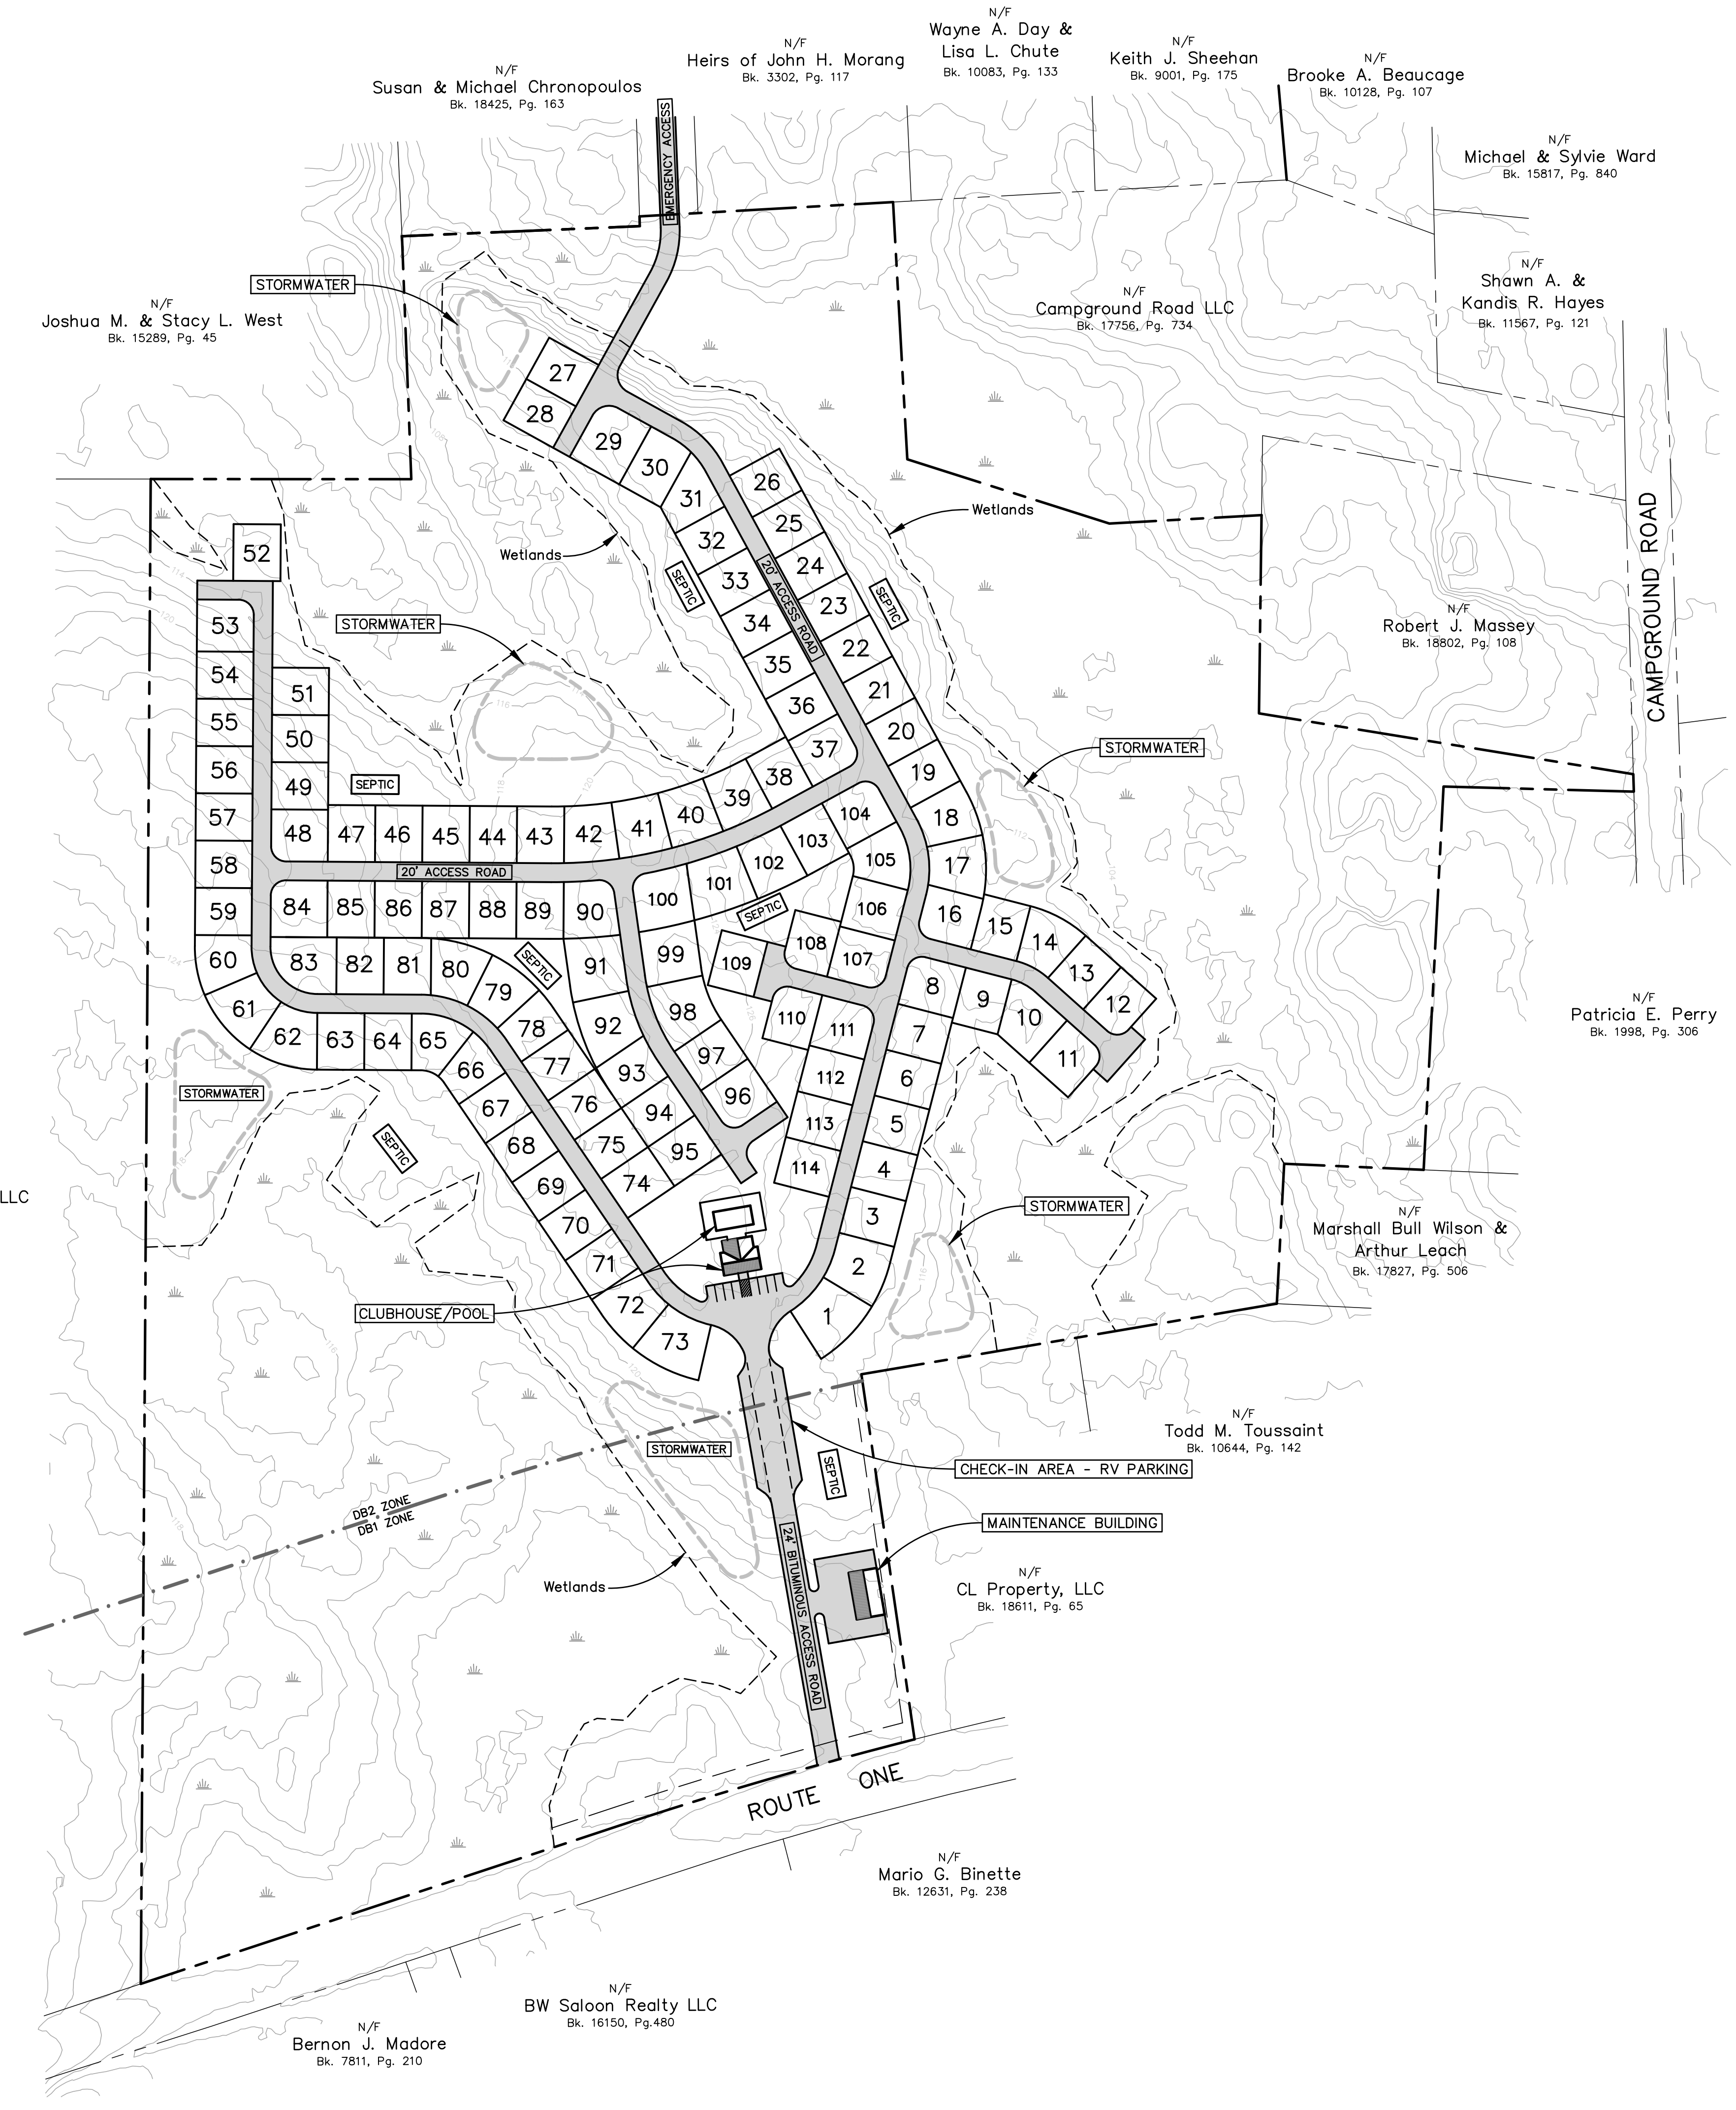 N/F
Susan & Michael Chronopoulos
Bk. 18425, Pg. 163
N/F
Heirs of John H. Morang
Bk. 3302, Pg. 117
N/F
Wayne A. Day &
Lisa L. Chute
Bk. 10083, Pg. 133
N/F
Keith J. Sheehan
Bk. 9001, Pg. 175
N/F
Brooke A. Beaucage
Bk. 10128, Pg. 107
N/F
Michael & Sylvie Ward
Bk. 15817, Pg. 840
EMERGENCY ACCESS
N/F
Joshua M. & Stacy L. West
Bk. 15289, Pg. 45
STORMWATER
N/F
Campground Road LLC
Bk. 17756, Pg. 734
N/F
Shawn A. &
Kandis R. Hayes
Bk. 11567, Pg. 121
CAMPGROUND ROAD
27
28
29
30
31
32
33
34
35
36
37
38
39
40
41
42
43
44
45
46
47
48
49
50
51
52
53
54
55
56
57
58
59
60
61
62
63
64
65
66
67
68
69
70
71
72
73
26
25
24
23
22
21
20
19
18
17
16
15
14
13
12
11
10
9
8
7
6
5
4
3
2
1
Wetlands
Wetlands
SEPTIC
SEPTIC
20' ACCESS ROAD
STORMWATER
N/F
Robert J. Massey
Bk. 18802, Pg. 108
STORMWATER
SEPTIC
20' ACCESS ROAD
84
85
86
87
88
89
90
100
101
102
103
104
105
106
107
108
109
110
111
112
113
114
SEPTIC
SEPTIC
83
82
81
80
79
78
77
76
75
74
91
92
93
94
95
99
98
97
96
N/F
Patricia E. Perry
Bk. 1998, Pg. 306
STORMWATER
SEPTIC
LLC
STORMWATER
N/F
Marshall Bull Wilson &
Arthur Leach
Bk. 17827, Pg. 506
CLUBHOUSE/POOL
N/F
Todd M. Toussaint
Bk. 10644, Pg. 142
STORMWATER
SEPTIC
CHECK-IN AREA - RV PARKING
DB2 ZONE
DB1 ZONE
MAINTENANCE BUILDING
24' BITUMINOUS ACCESS ROAD
Wetlands
N/F
CL Property, LLC
Bk. 18611, Pg. 65
ROUTE ONE
N/F
Mario G. Binette
Bk. 12631, Pg. 238
N/F
BW Saloon Realty LLC
Bk. 16150, Pg.480
N/F
Bernon J. Madore
Bk. 7811, Pg. 210